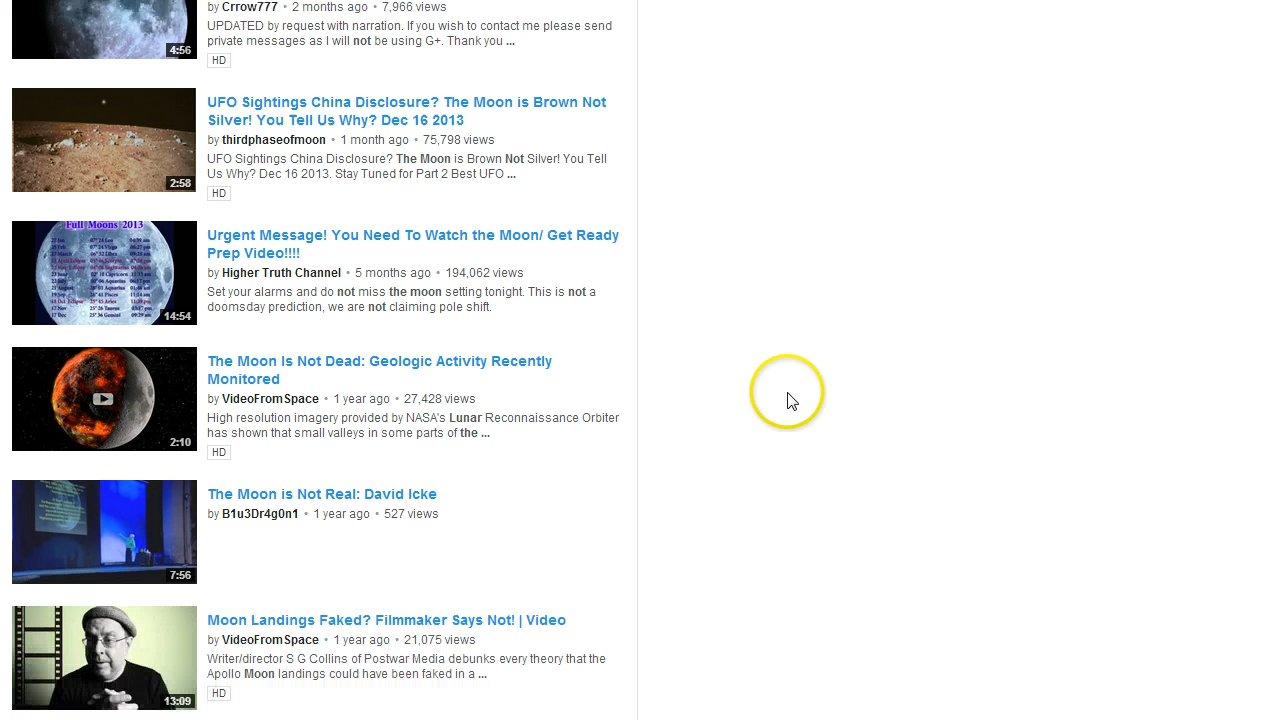 by Crrow777 • 2 months ago • 7,966 views
UPDATED by request with narration. If you wish to contact me please send
private messages as I will not be using G+. Thank you ...
4:56
HD
UFO Sightings China Disclosure? The Moon is Brown Not
Silver! You Tell Us Why? Dec 16 2013
by thirdphaseofmoon • 1 month ago • 75,798 views
UFO Sightings China Disclosure? The Moon is Brown Not Silver! You Tell
Us Why? Dec 16 2013. Stay Tuned for Part 2 Best UFO ...
2:58
HD
Full Moons 2013
Urgent Message! You Need To Watch the Moon/ Get Ready
Prep Video!!!!
by Higher Truth Channel • 5 months ago • 194,062 views
Set your alarms and do not miss the moon setting tonight. This is not a
doomsday prediction, we are not claiming pole shift.
14:54
The Moon Is Not Dead: Geologic Activity Recently
Monitored
by VideoFromSpace • 1 year ago • 27,428 views
High resolution imagery provided by NASA's Lunar Reconnaissance Orbiter
has shown that small valleys in some parts of the ...
2:10
HD
The Moon is Not Real: David Icke
by B1u3Dr4g0n1 • 1 year ago • 527 views
7:56
Moon Landings Faked? Filmmaker Says Not! | Video
by VideoFromSpace • 1 year ago • 21,075 views
Writer/director S G Collins of Postwar Media debunks every theory that the
Apollo Moon landings could have been faked in a ...
13:09
HD